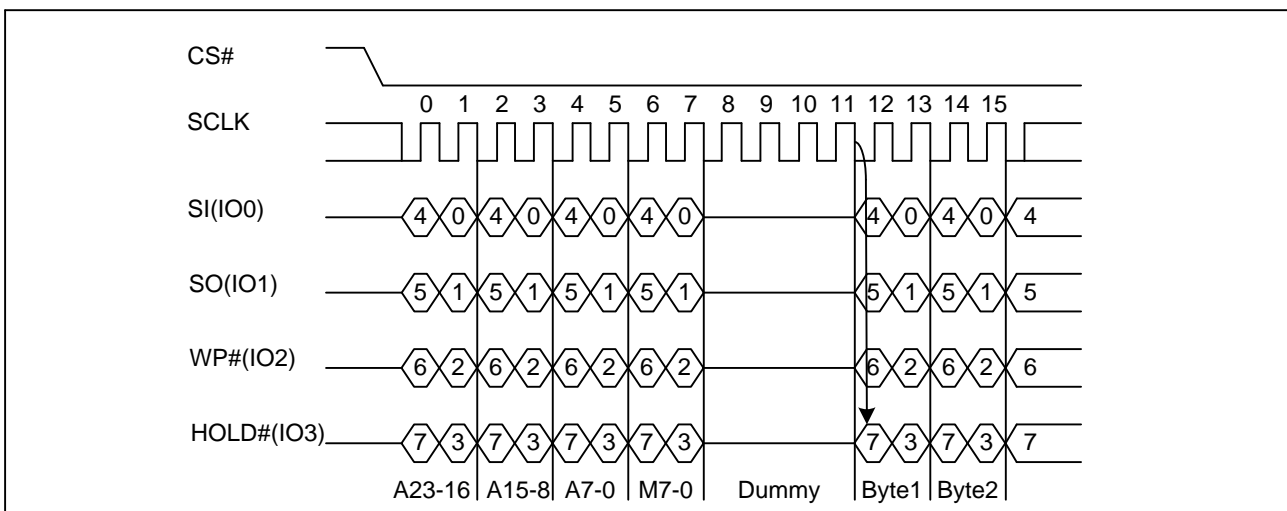 CS#
0 1 2 3 4 5 6 7 8 9 10 11 12 13 14 15
SCLK
SI(IO0) 4 0 4 0 4 0 4 0 4 0 4 0 4
SO(IO1) 5 1 5 1 5 1 5 1 5 1 5 1 5
WP#(IO2) 6 2 6 2 6 2 6 2 6 2 6 2 6
HOLD#(IO3) 7 3 7 3 7 3 7 3 7 3 7 3 7
A23-16 A15-8 A7-0 M7-0 Dummy Byte1 Byte2